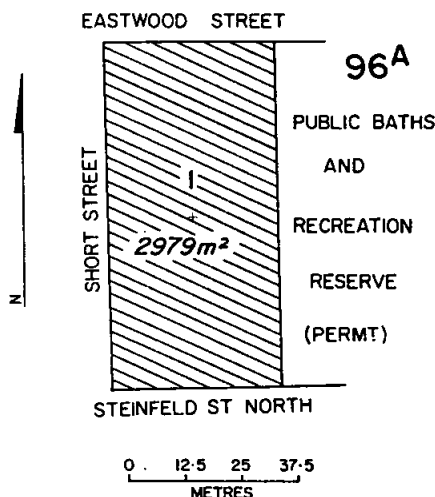 EASTWOOD STREET
96A
PUBLIC BATHS
AND
RECREATION
RESERVE
(PERMT)
SHORT STREET
1
2979m²
N
STEINFELD ST NORTH
0 12·5 25 37·5
METRES